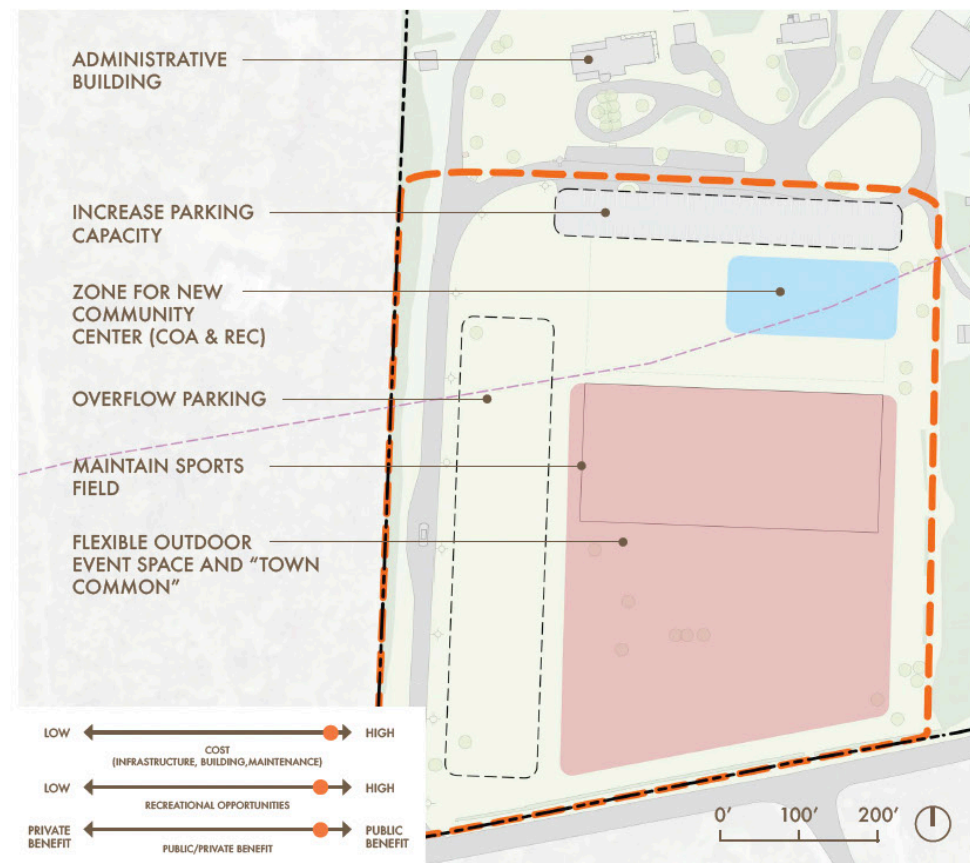 ADMINISTRATIVE
BUILDING
INCREASE PARKING
CAPACITY
ZONE FOR NEW
COMMUNITY
CENTER (COA & REC)
OVERFLOW PARKING
MAINTAIN SPORTS
FIELD
FLEXIBLE OUTDOOR
EVENT SPACE AND “TOWN
COMMON”
LOW HIGH
COST
(INFRASTRUCTURE, BUILDING,MAINTENANCE)
LOW HIGH
RECREATIONAL OPPORTUNITIES
PRIVATE BENEFIT PUBLIC BENEFIT
PUBLIC/PRIVATE BENEFIT
0’ 100’ 200’